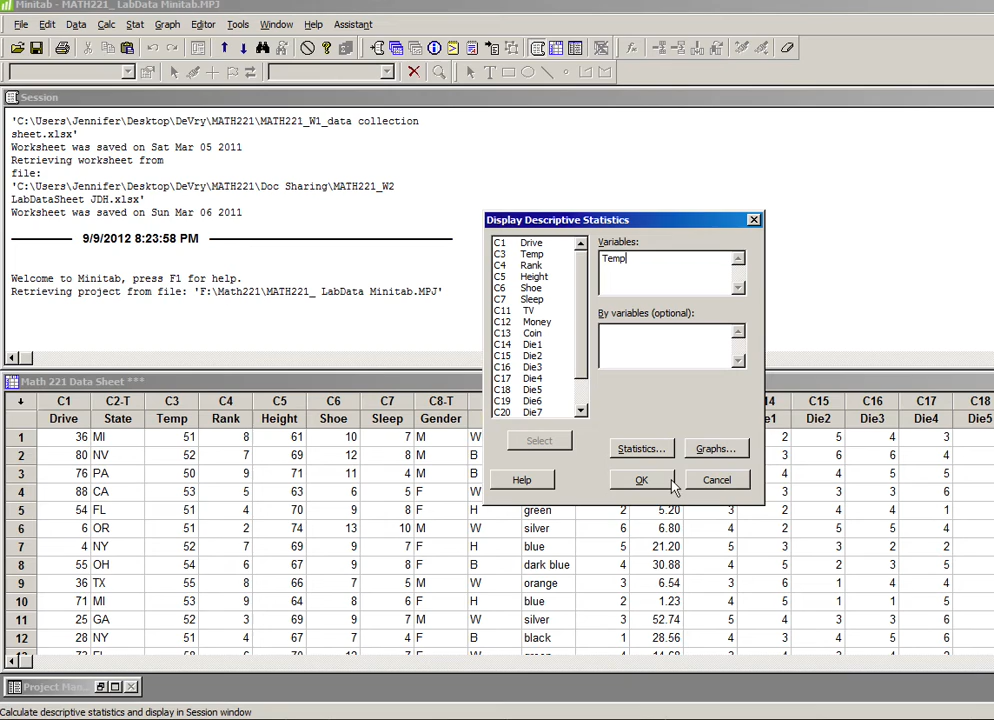 Minitab - MATH221_ LabData Minitab.MPJ
File Edit Data Calc Stat Graph Editor Tools Window Help Assistant
Session
'C:\Users\Jennifer\Desktop\DeVry\MATH221\MATH221_W1_data collection
sheet.xlsx'
Worksheet was saved on Sat Mar 05 2011
Retrieving worksheet from
file:
'C:\Users\Jennifer\Desktop\DeVry\MATH221\Doc Sharing\MATH221_W2
LabDataSheet JDH.xlsx'
Worksheet was saved on Sun Mar 06 2011
9/9/2012 8:23:58 PM
Welcome to Minitab, press F1 for help.
Retrieving project from file: 'F:\Math221\MATH221_ LabData Minitab.MPJ'
Display Descriptive Statistics
C1 Drive
C3 Temp
C4 Rank
C5 Height
C6 Shoe
C7 Sleep
C11 TV
C12 Money
C13 Coin
C14 Die1
C15 Die2
C16 Die3
C17 Die4
C18 Die5
C19 Die6
C20 Die7
Variables:
Temp
By variables (optional):
Select
Statistics...
Graphs...
Help
OK
Cancel
Math 221 Data Sheet ***
C1 C2-T C3 C4 C5 C6 C7 C8-T 14 C15 C16 C17 C18
Drive State Temp Rank Height Shoe Sleep Gender e1 Die2 Die3 Die4 Die5
1 36 MI 51 8 61 10 7 M W 2 5 4 3
2 80 NV 52 7 69 12 8 M B 3 6 6 4
3 76 PA 50 9 71 11 4 M B 4 4 5 5
4 88 CA 53 5 63 6 5 F W 3 3 3 6
5 54 FL 51 4 70 9 8 F H green 2 5.20 3 2 4 4 1
6 6 OR 51 2 74 13 10 M W silver 6 6.80 4 2 5 5 4
7 4 NY 52 7 69 9 7 F H blue 5 21.20 5 3 3 2 4
8 55 OH 54 6 67 9 8 F B dark blue 4 30.88 4 5 2 3 5
9 36 TX 55 8 66 7 5 M W orange 3 6.54 3 6 1 4 4
10 71 MI 53 9 64 8 6 F H blue 2 1.23 4 5 1 1 5
11 25 GA 52 3 69 9 4 M W silver 3 52.74 5 4 3 3 6
12 28 NY 51 4 67 7 4 F B black 1 28.56 4 3 4 5 6
Project Man...
Calculate descriptive statistics and display in Session window